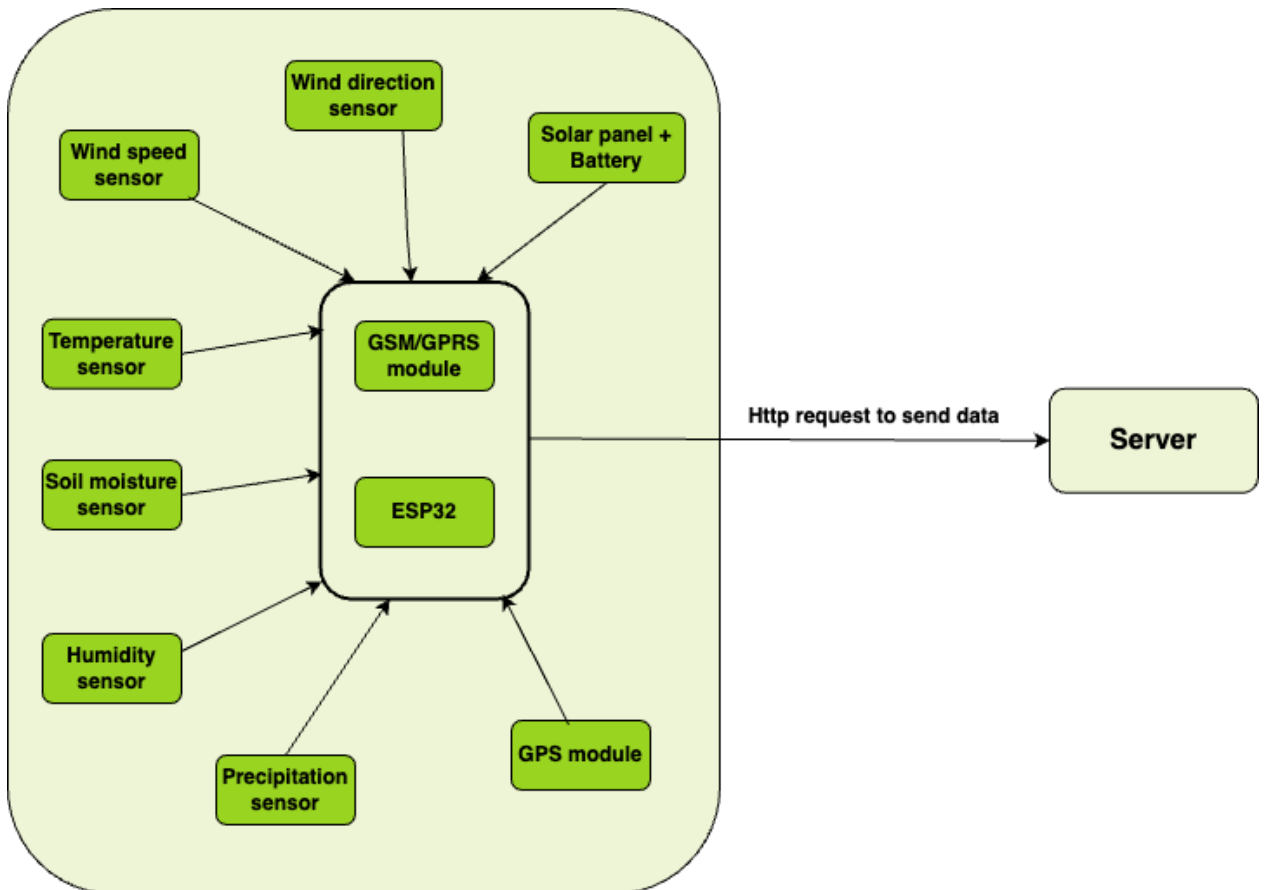 Wind direction
sensor
Wind speed
sensor
Solar panel +
Battery
Temperature
sensor
GSM/GPRS
module
Http request to send data
Server
Soil moisture
sensor
ESP32
Humidity
sensor
Precipitation
sensor
GPS module